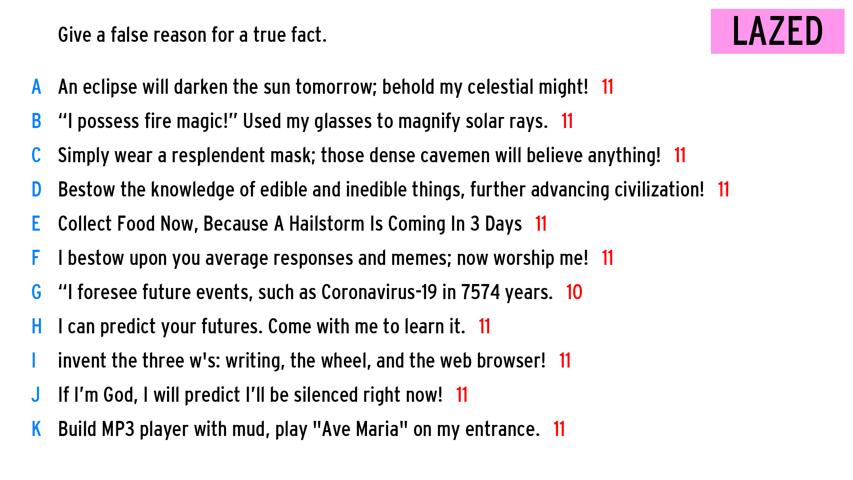 Give a false reason for a true fact.
LAZED
A An eclipse will darken the sun tomorrow; behold my celestial might! 11
B “I possess fire magic!” Used my glasses to magnify solar rays. 11
C Simply wear a resplendent mask; those dense cavemen will believe anything! 11
D Bestow the knowledge of edible and inedible things, further advancing civilization! 11
E Collect Food Now, Because A Hailstorm Is Coming In 3 Days 11
F I bestow upon you average responses and memes; now worship me! 11
G “I foresee future events, such as Coronavirus-19 in 7574 years. 10
H I can predict your futures. Come with me to learn it. 11
I invent the three w's: writing, the wheel, and the web browser! 11
J If I’m God, I will predict I’ll be silenced right now! 11
K Build MP3 player with mud, play "Ave Maria" on my entrance. 11